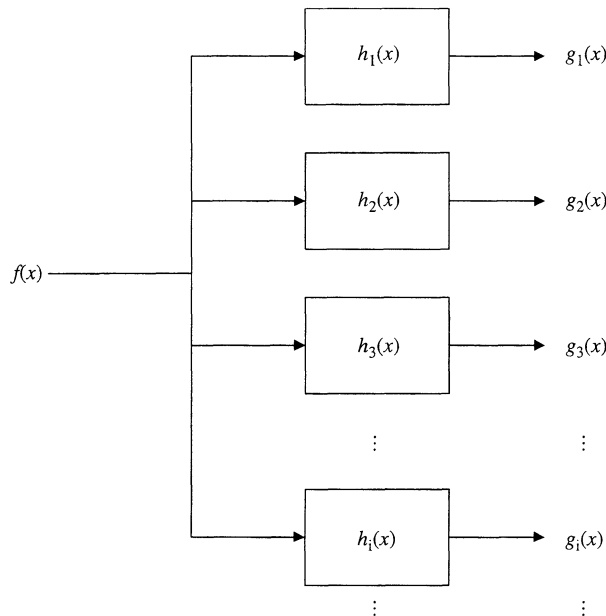 h₁(x) g₁(x)
h₂(x) g₂(x)
f(x)
h₃(x) g₃(x)
⋮ ⋮
hᵢ(x) gᵢ(x)
⋮ ⋮